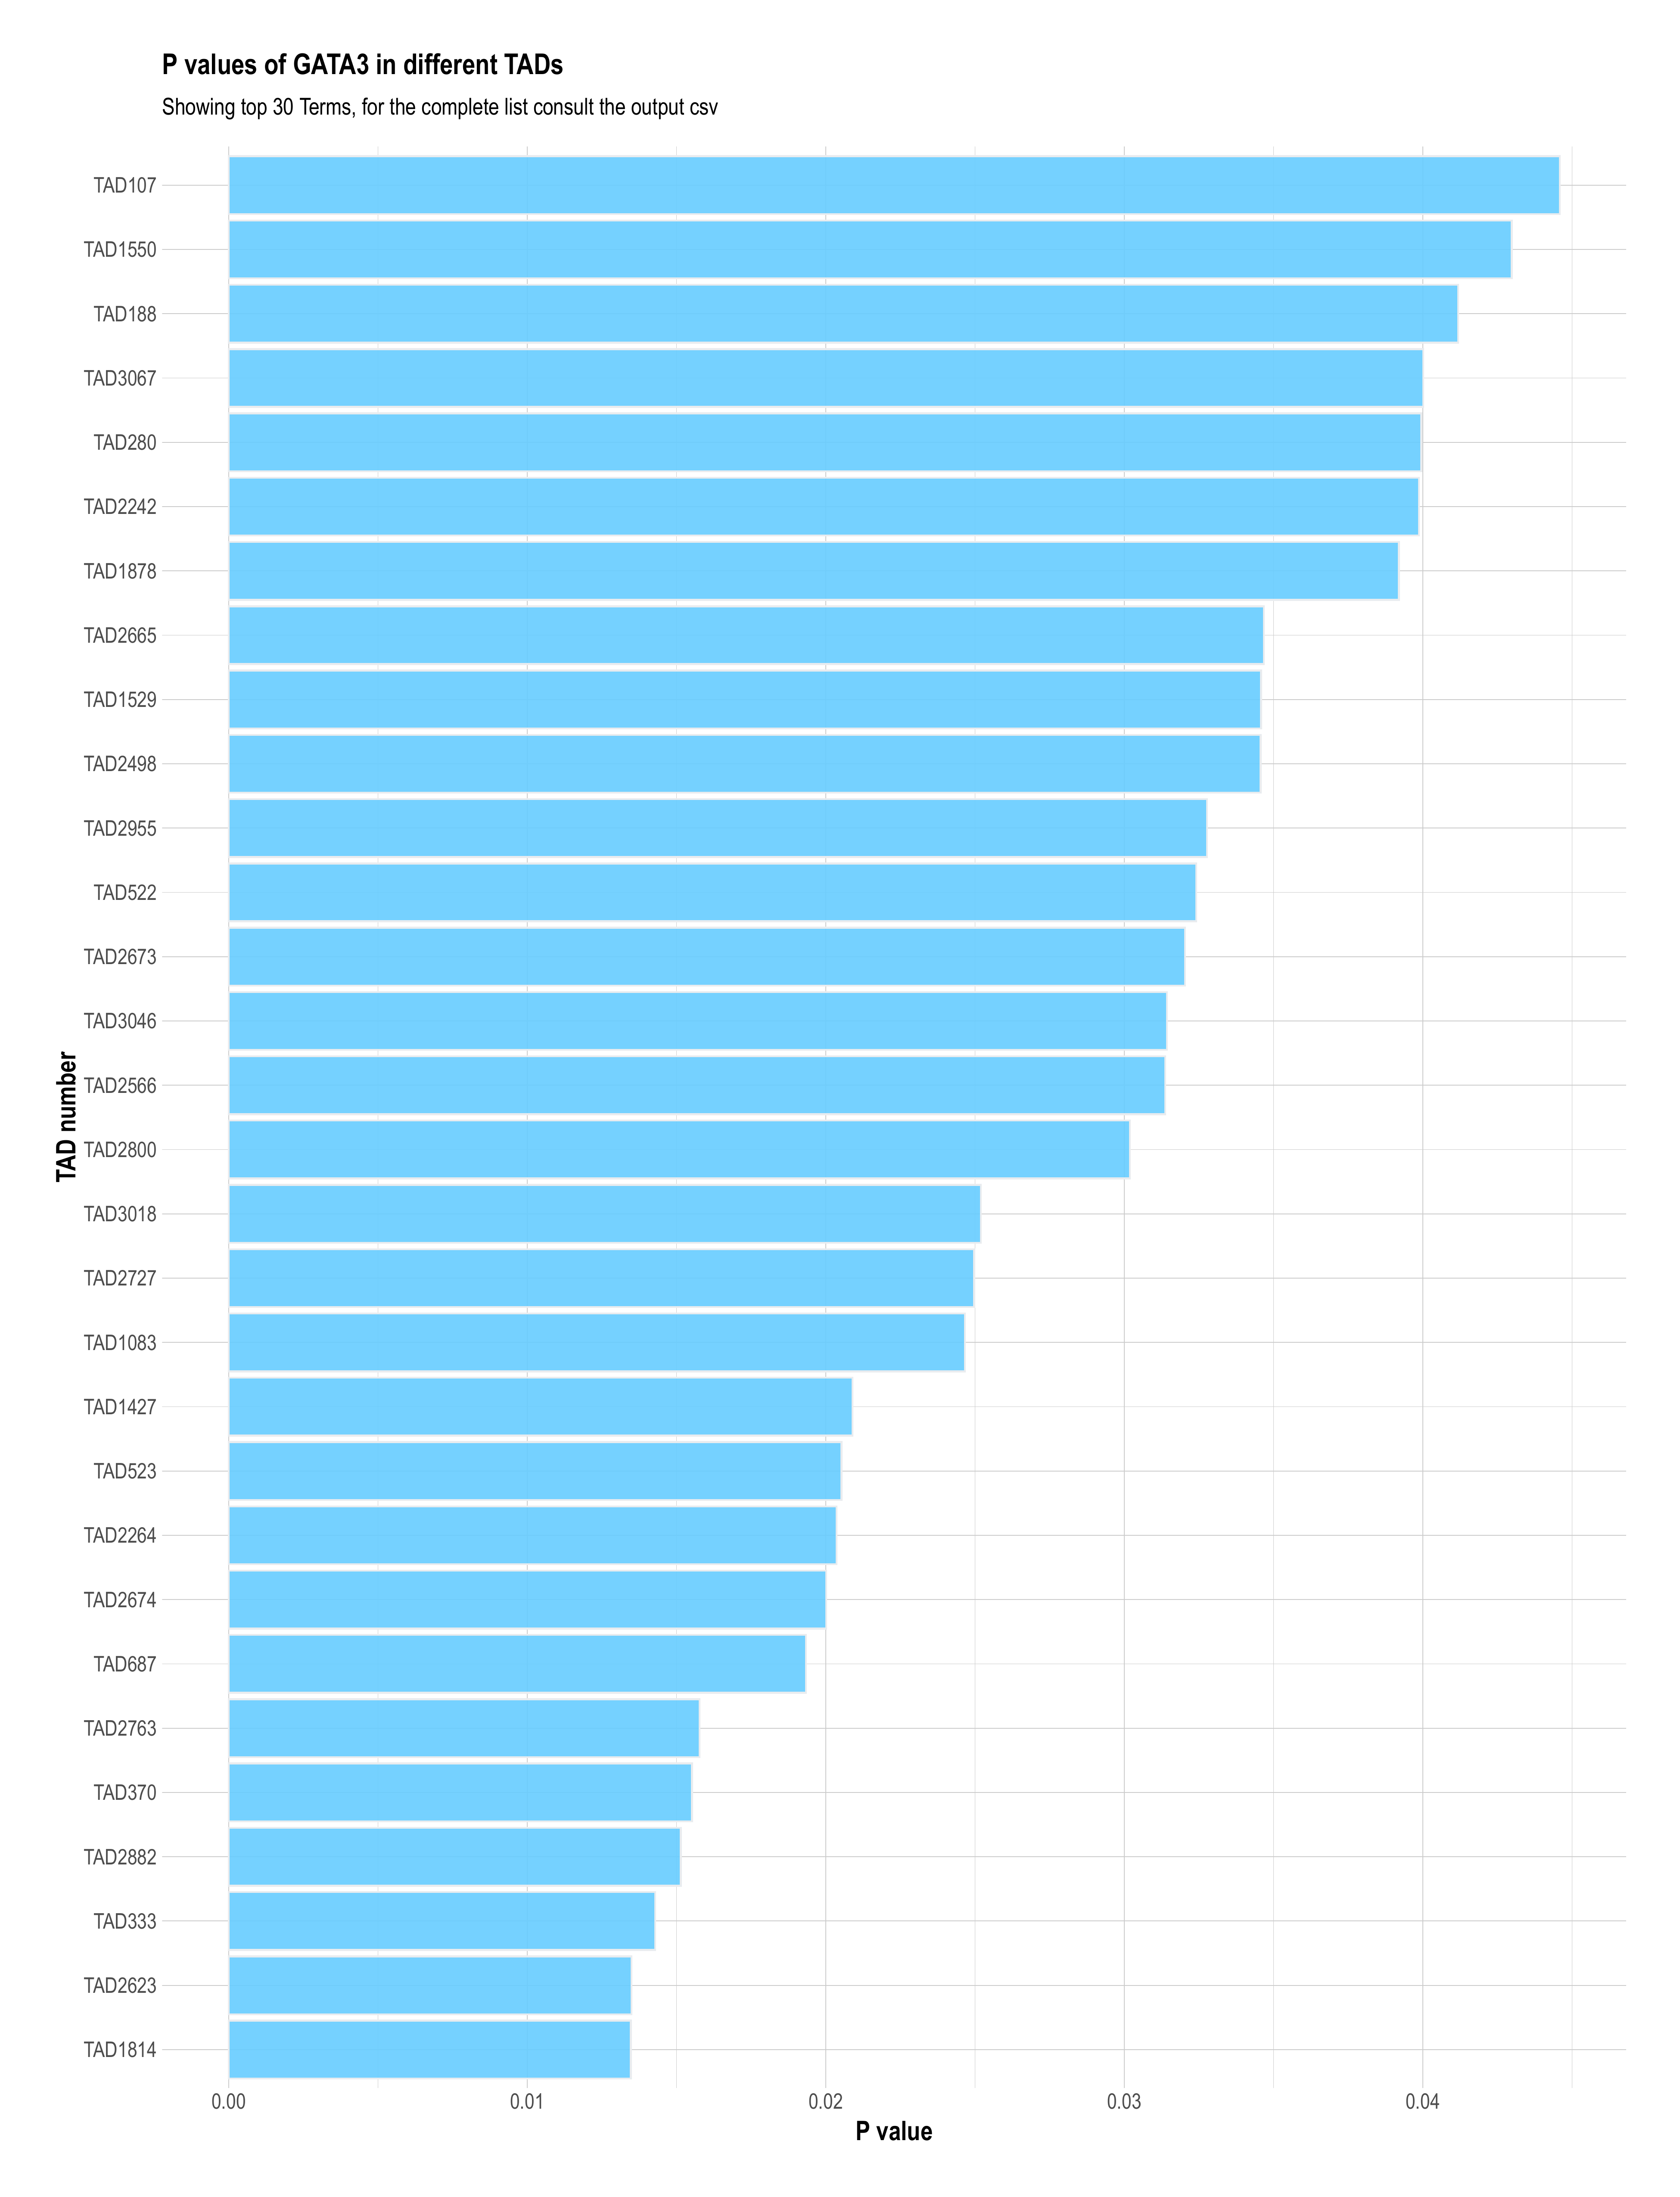 P values of GATA3 in different TADs
Showing top 30 Terms, for the complete list consult the output csv
TAD107
TAD1550
TAD188
TAD3067
TAD280
TAD2242
TAD1878
TAD2665
TAD1529
TAD2498
TAD2955
TAD522
TAD2673
TAD3046
TAD2566
TAD2800
TAD3018
TAD2727
TAD1083
TAD1427
TAD523
TAD2264
TAD2674
TAD687
TAD2763
TAD370
TAD2882
TAD333
TAD2623
TAD1814
TAD number
0.00 0.01 0.02 0.03 0.04
P value